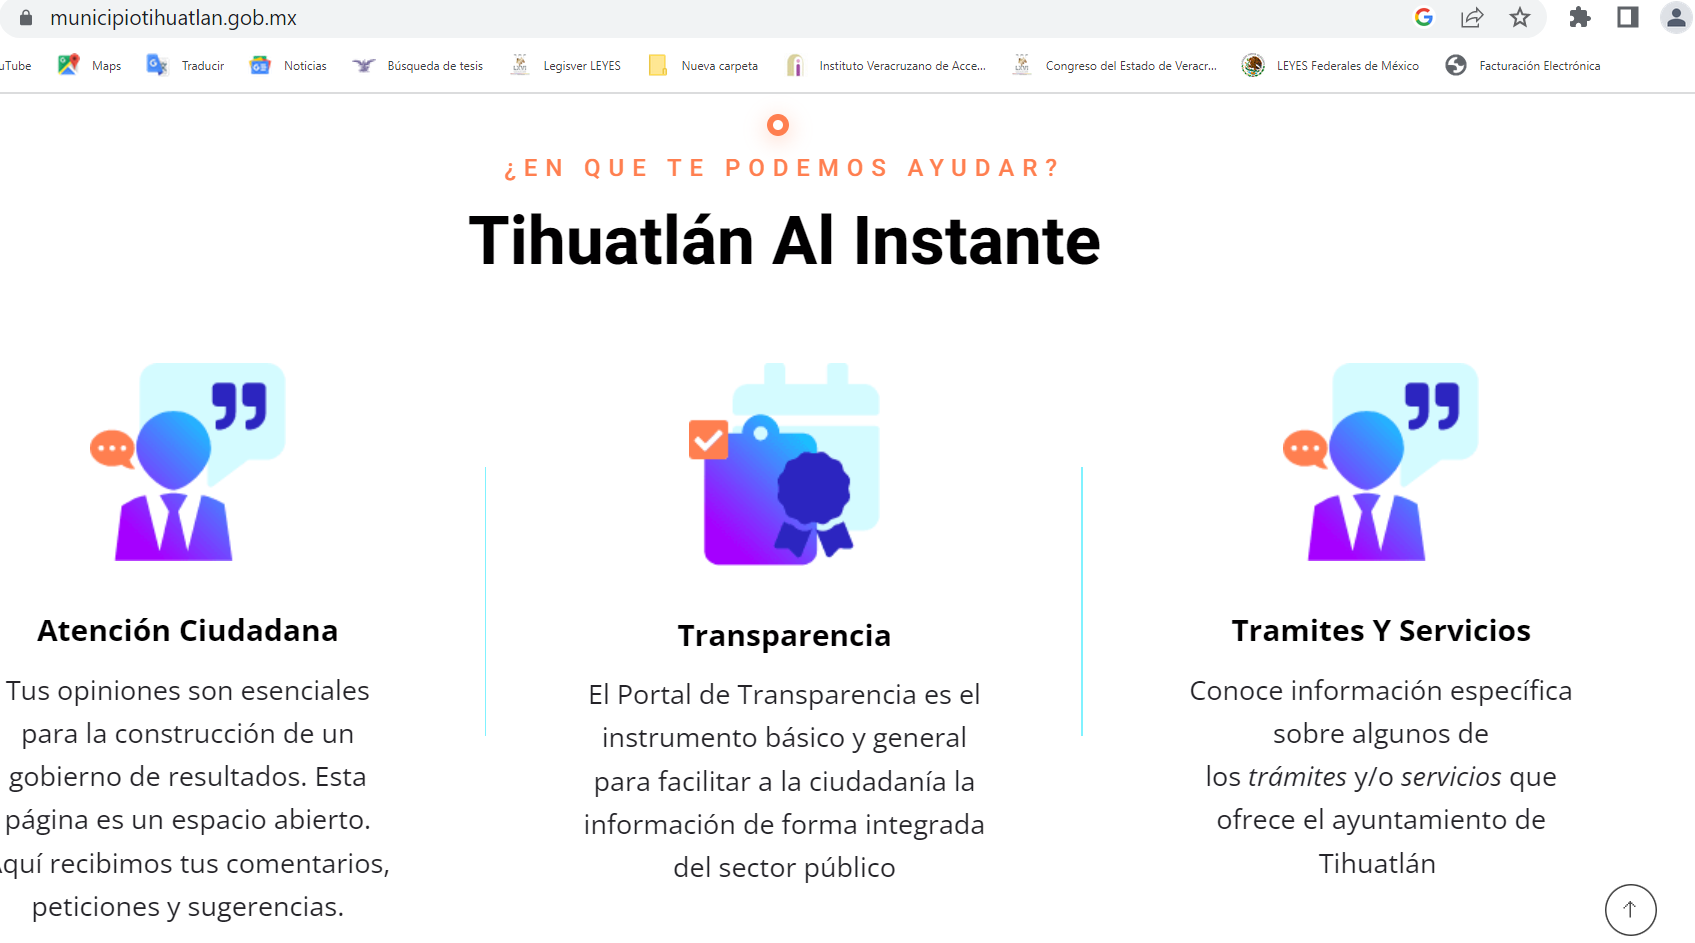 municipiotihuatlan.gob.mx
uTube
Maps
Traducir
Noticias
Búsqueda de tesis
Legisver LEYES
Nueva carpeta
Instituto Veracruzano de Acce...
Congreso del Estado de Veracr...
LEYES Federales de México
Facturación Electrónica
¿EN QUE TE PODEMOS AYUDAR?
Tihuatlán Al Instante
Atención Ciudadana
Tus opiniones son esenciales
para la construcción de un
gobierno de resultados. Esta
página es un espacio abierto.
Aquí recibimos tus comentarios,
peticiones y sugerencias.
Transparencia
El Portal de Transparencia es el
instrumento básico y general
para facilitar a la ciudadanía la
información de forma integrada
del sector público
Tramites Y Servicios
Conoce información específica
sobre algunos de
los trámites y/o servicios que
ofrece el ayuntamiento de
Tihuatlán